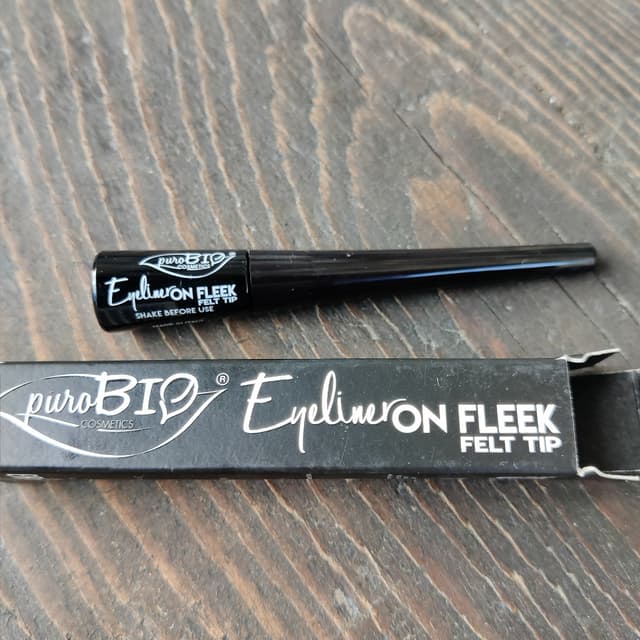 puroBIO
COSMETICS
Eyeliner ON FLEEK
FELT TIP
SHAKE BEFORE USE
puroBIO®
COSMETICS
Eyeliner ON FLEEK
FELT TIP